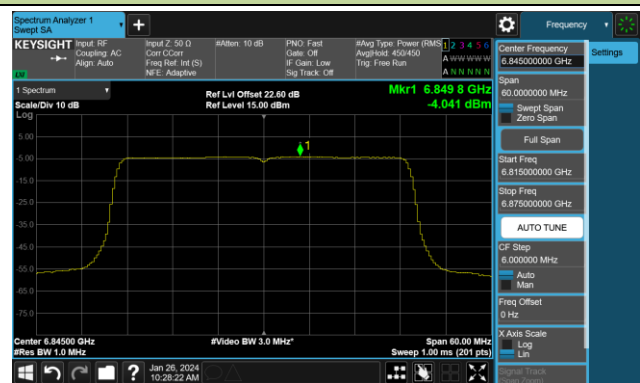 Spectrum Analyzer 1
Swept SA
Frequency
KEYSIGHT
Input: RF
Coupling: AC
Align: Auto
Input Z: 50 Ω
Corr CCorr
Freq Ref: Int (S)
NFE: Adaptive
#Atten: 10 dB
PNO: Fast
Gate: Off
IF Gain: Low
Sig Track: Off
#Avg Type: Power (RMS
Avg|Hold: 450/450
Trig: Free Run
1 2 3 4 5 6
A W W W W W
A N N N N N
LXI
Center Frequency
6.845000000 GHz
Settings
Span
60.0000000 MHz
Swept Span
Zero Span
Full Span
Start Freq
6.815000000 GHz
Stop Freq
6.875000000 GHz
AUTO TUNE
CF Step
6.000000 MHz
Auto
Man
Freq Offset
0 Hz
X Axis Scale
Log
Lin
Signal Track
1 Spectrum
Scale/Div 10 dB
Log
Ref Lvl Offset 22.60 dB
Ref Level 15.00 dBm
Mkr1 6.849 8 GHz
-4.041 dBm
1
5.00
-5.00
-15.0
-25.0
-35.0
-45.0
-55.0
-65.0
-75.0
Center 6.84500 GHz
#Res BW 1.0 MHz
#Video BW 3.0 MHz*
Span 60.00 MHz
Sweep 1.00 ms (201 pts)
?
Jan 26, 2024
10:28:22 AM